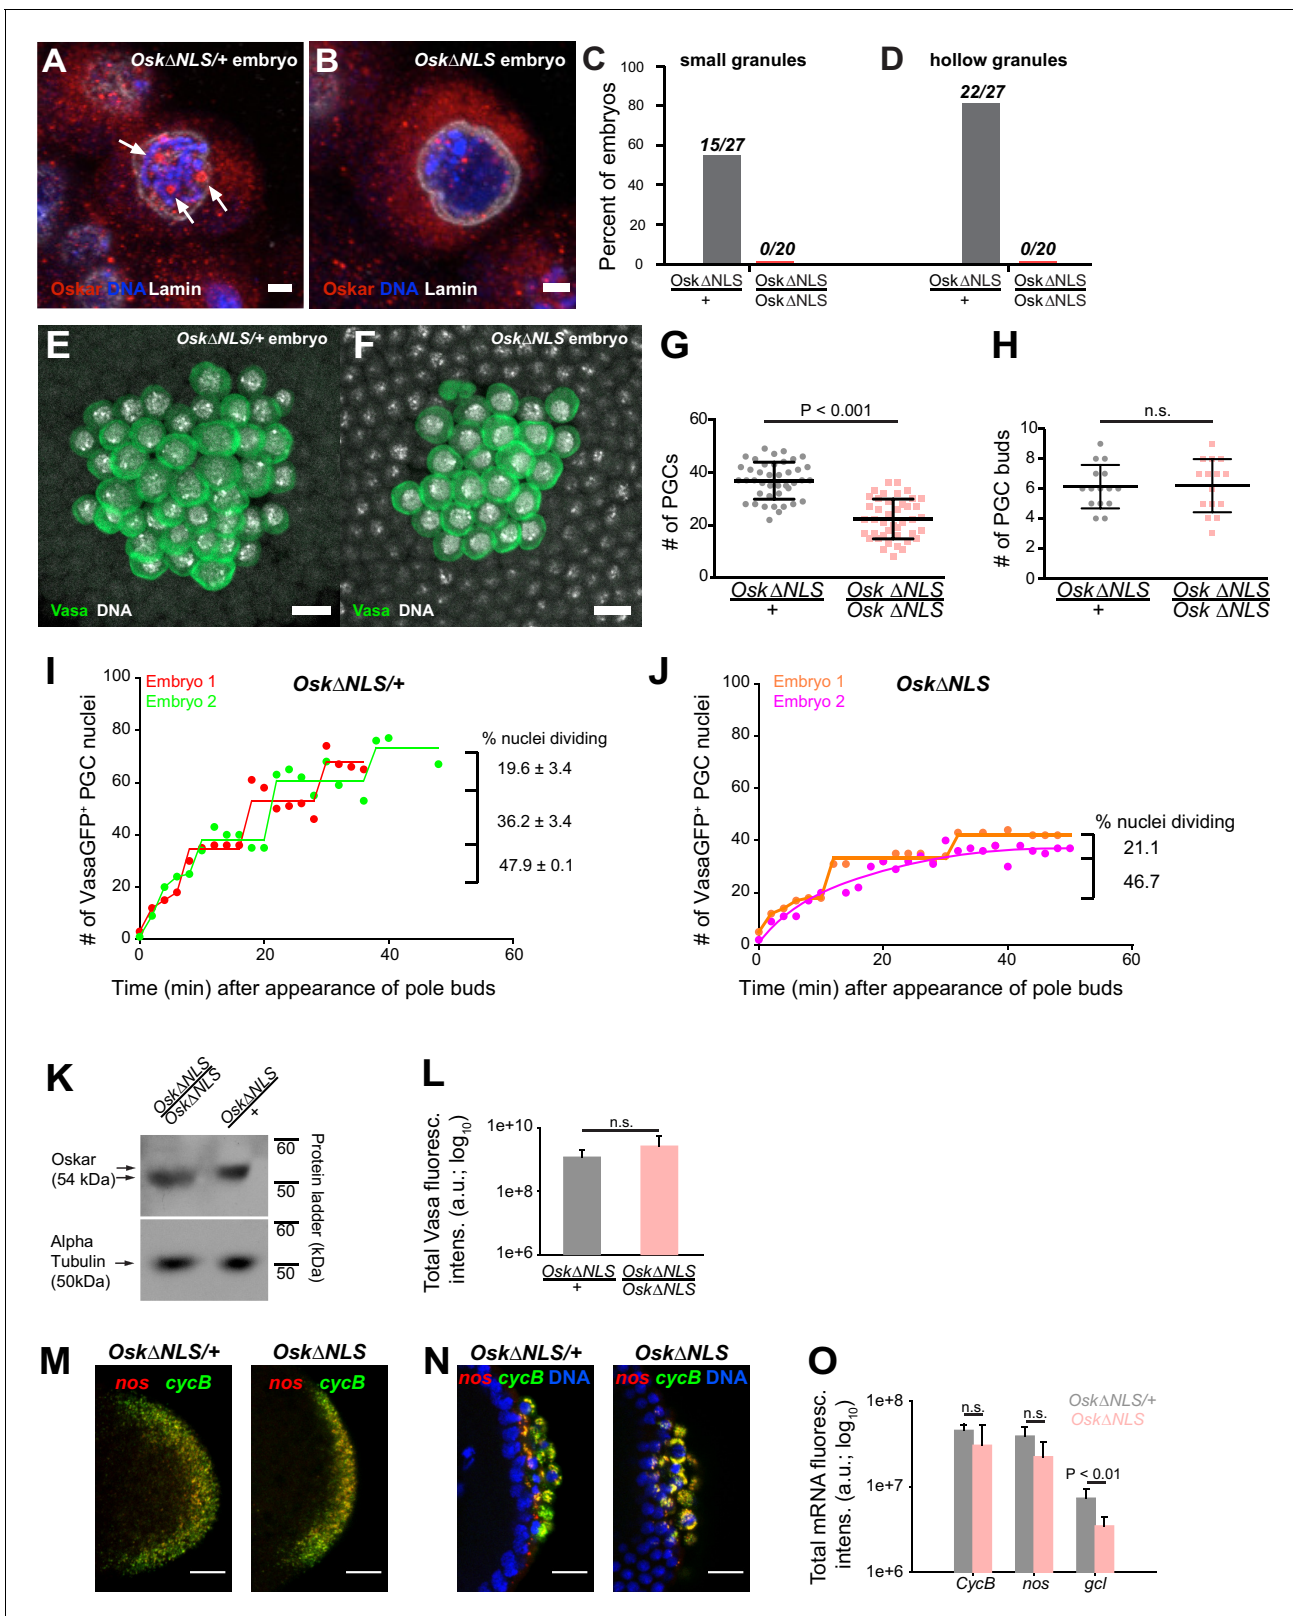 A
OskΔNLS/+ embryo
Oskar DNA Lamin
B
OskΔNLS embryo
Oskar DNA Lamin
C
small granules
Percent of embryos
100
80
60
40
20
0
15/27
0/20
OskΔNLS
+
OskΔNLS
OskΔNLS
D
hollow granules
22/27
0/20
OskΔNLS
+
OskΔNLS
OskΔNLS
E
OskΔNLS/+ embryo
Vasa DNA
F
OskΔNLS embryo
Vasa DNA
G
# of PGCs
60
40
20
0
P < 0.001
OskΔNLS
+
Osk ΔNLS
Osk ΔNLS
H
# of PGC buds
10
8
6
4
2
0
n.s.
OskΔNLS
+
Osk ΔNLS
Osk ΔNLS
I
Embryo 1
Embryo 2
OskΔNLS/+
# of VasaGFP+ PGC nuclei
100
80
60
40
20
0
0
20
40
60
Time (min) after appearance of pole buds
% nuclei dividing
19.6 ± 3.4
36.2 ± 3.4
47.9 ± 0.1
J
Embryo 1
Embryo 2
OskΔNLS
# of VasaGFP+ PGC nuclei
100
80
60
40
20
0
0
20
40
60
Time (min) after appearance of pole buds
% nuclei dividing
21.1
46.7
K
OskΔNLS
OskΔNLS
OskΔNLS
+
Oskar
(54 kDa)
60
50
Alpha
Tubulin
(50kDa)
60
50
Protein ladder (kDa)
L
Total Vasa fluoresc.
intens. (a.u.; log10)
1e+10
1e+8
1e+6
n.s.
OskΔNLS
+
OskΔNLS
OskΔNLS
M
OskΔNLS/+
nos cycB
OskΔNLS
nos cycB
N
OskΔNLS/+
nos cycB DNA
OskΔNLS
nos cycB DNA
O
Total mRNA fluoresc.
intens. (a.u.; log10)
1e+8
1e+7
1e+6
OskΔNLS/+
OskΔNLS
n.s.
n.s.
P < 0.01
CycB
nos
gcl